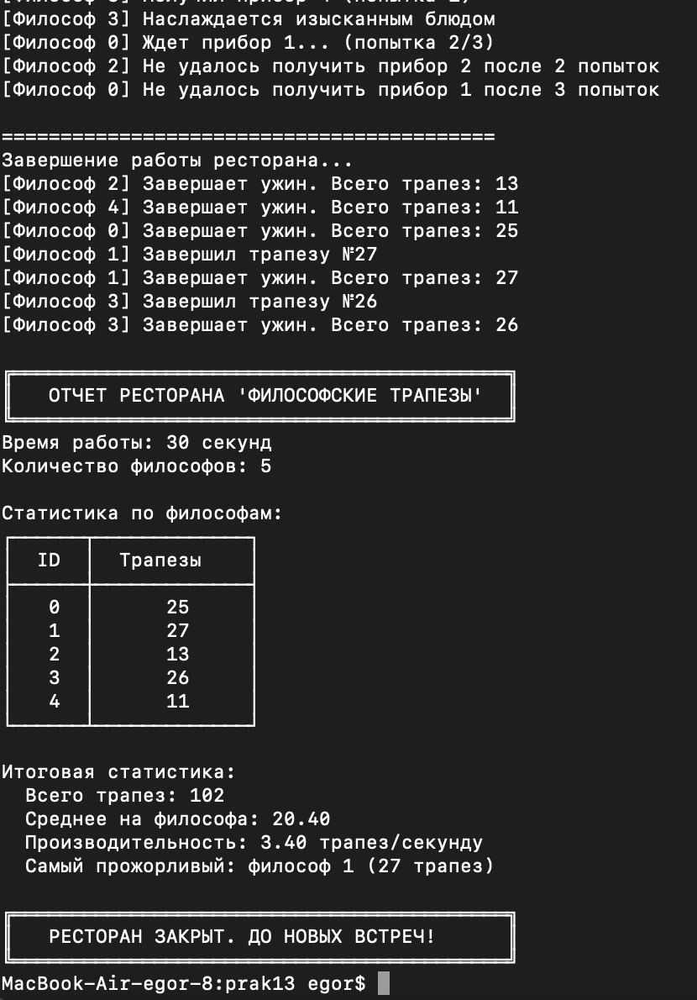 [Философ 3] Наслаждается изысканным блюдом
[Философ 0] Ждет прибор 1... (попытка 2/3)
[Философ 2] Не удалось получить прибор 2 после 2 попыток
[Философ 0] Не удалось получить прибор 1 после 3 попыток
==========================================
Завершение работы ресторана...
[Философ 2] Завершает ужин. Всего трапез: 13
[Философ 4] Завершает ужин. Всего трапез: 11
[Философ 0] Завершает ужин. Всего трапез: 25
[Философ 1] Завершил трапезу №27
[Философ 1] Завершает ужин. Всего трапез: 27
[Философ 3] Завершил трапезу №26
[Философ 3] Завершает ужин. Всего трапез: 26
ОТЧЕТ РЕСТОРАНА 'ФИЛОСОФСКИЕ ТРАПЕЗЫ'
Время работы: 30 секунд
Количество философов: 5
Статистика по философам:
ID Трапезы
0 25
1 27
2 13
3 26
4 11
Итоговая статистика:
Всего трапез: 102
Среднее на философа: 20.40
Производительность: 3.40 трапез/секунду
Самый прожорливый: философ 1 (27 трапез)
РЕСТОРАН ЗАКРЫТ. ДО НОВЫХ ВСТРЕЧ!
MacBook-Air-egor-8:prak13 egor$